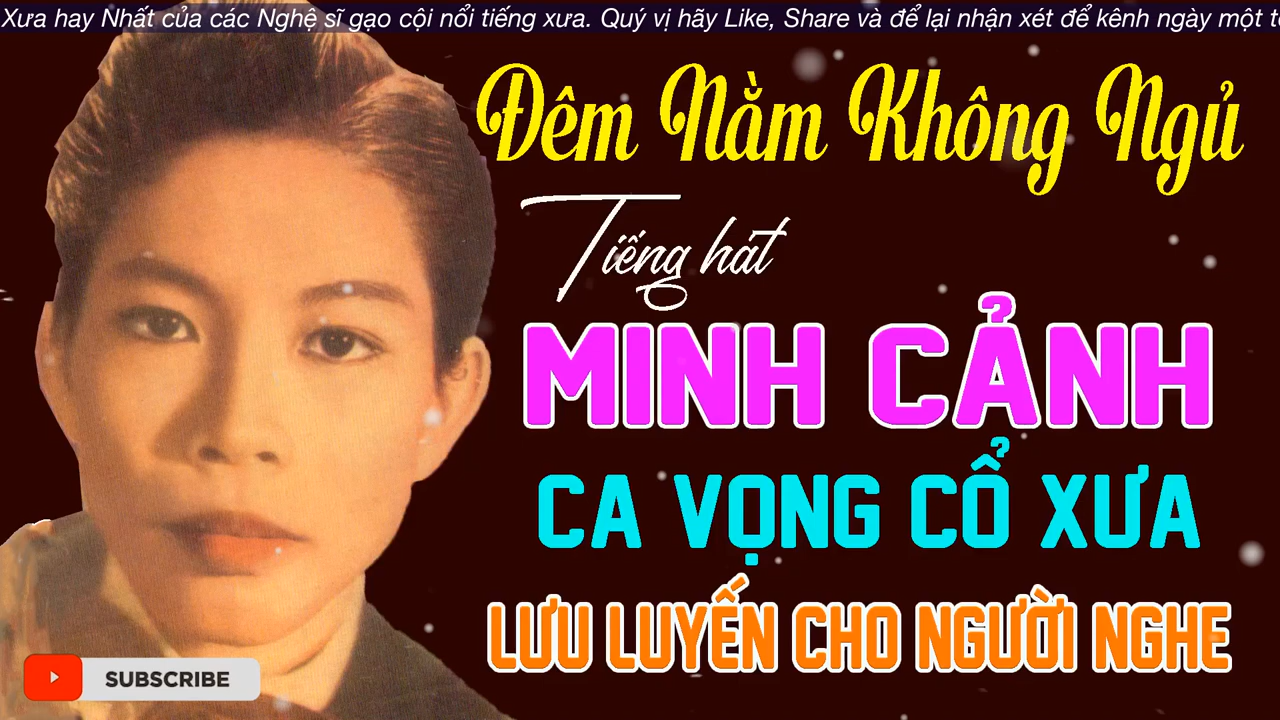 Xưa hay Nhất của các Nghệ sĩ gạo cội nổi tiếng xưa. Quý vị hãy Like, Share và để lại nhận xét để kênh ngày một
Đêm Nằm Không Ngủ
Tiếng hát
MINH CẢNH
CA VỌNG CỔ XƯA
LƯU LUYẾN CHO NGƯỜI NGHE
SUBSCRIBE